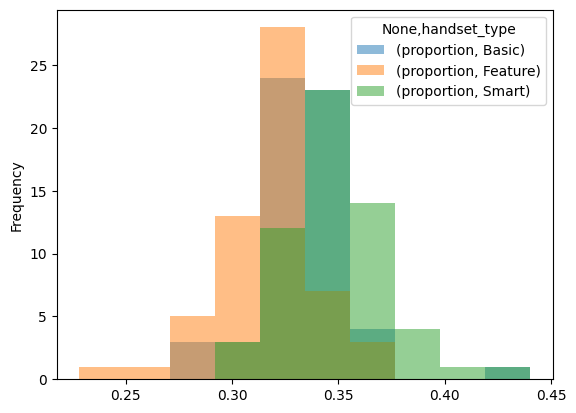 None,handset_type
(proportion, Basic)
(proportion, Feature)
(proportion, Smart)
Frequency
25
20
15
10
5
0
0.25 0.30 0.35 0.40 0.45